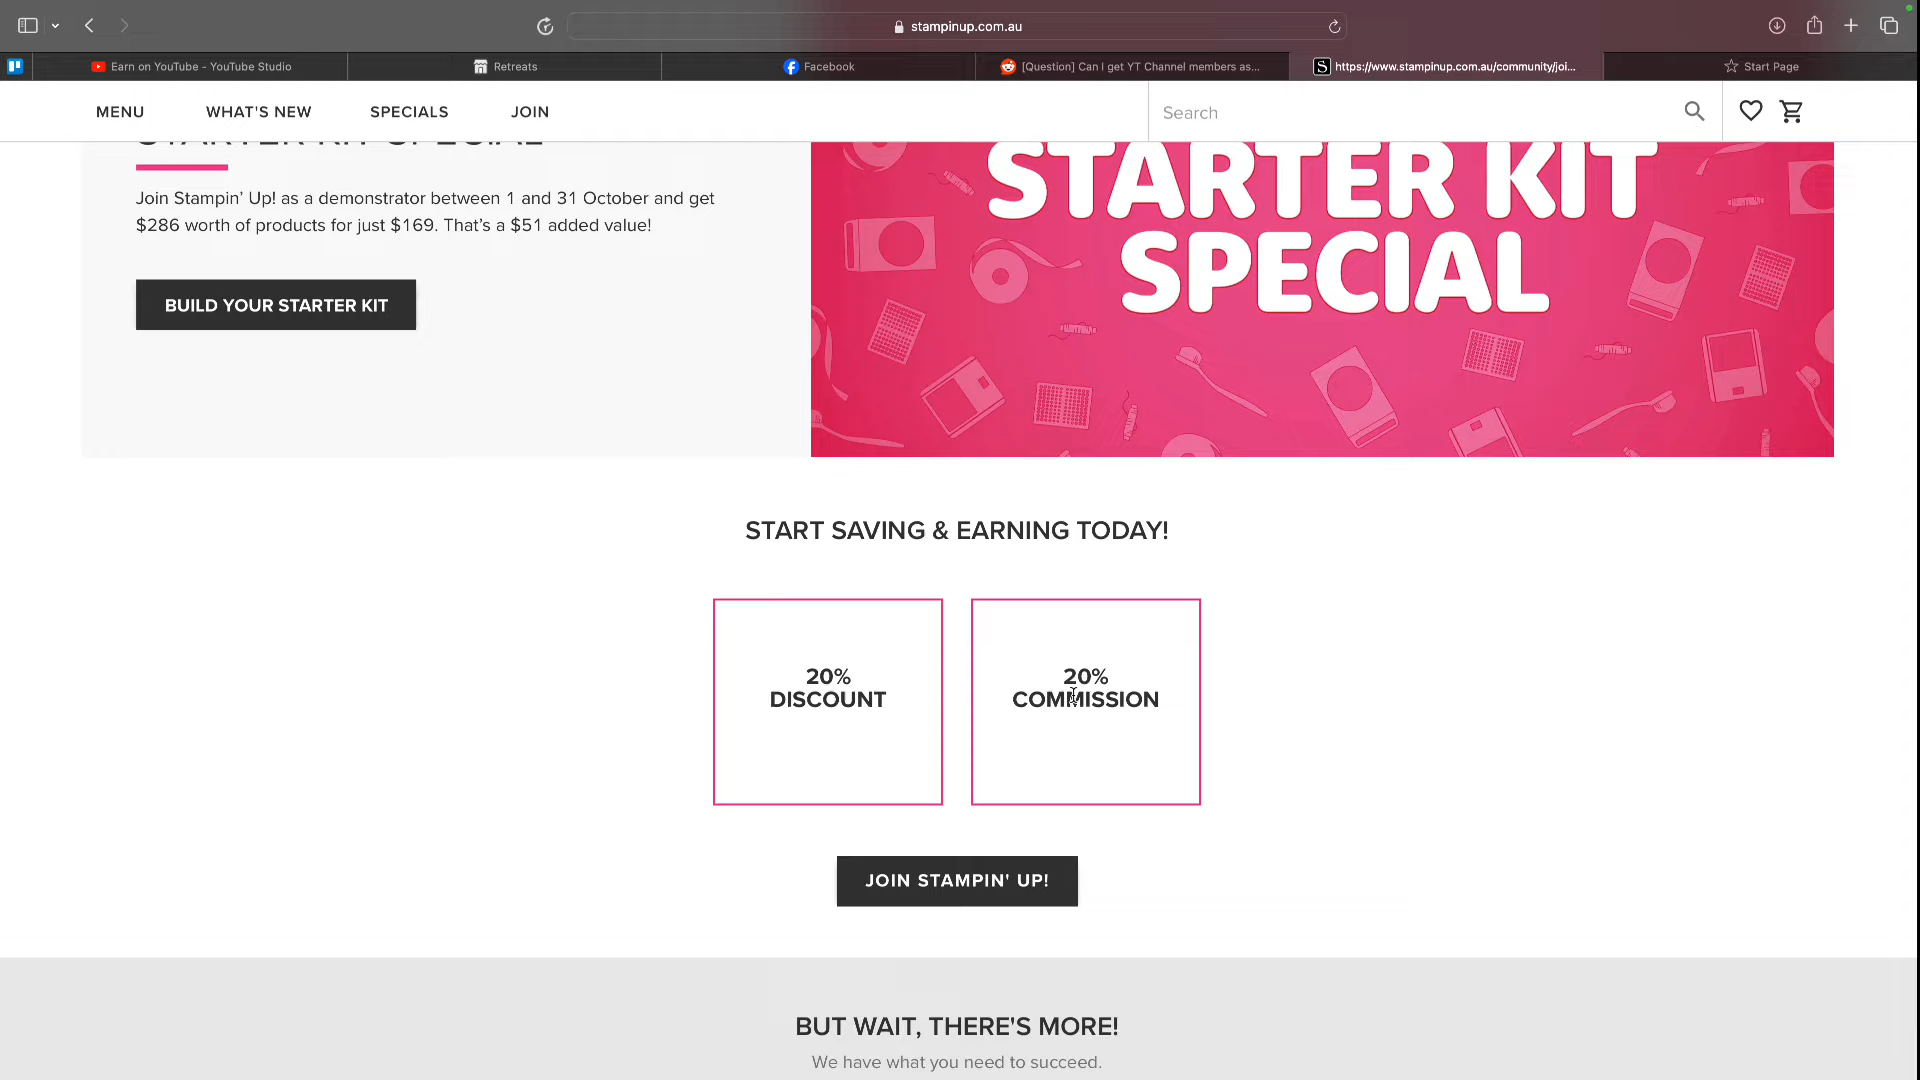 stampinup.com.au
Earn on YouTube - YouTube Studio
Retreats
Facebook
[Question] Can I get YT Channel members as...
S
https://www.stampinup.com.au/community/joi...
Start Page
MENU
WHAT'S NEW
SPECIALS
JOIN
Search
STARTER KIT SPECIAL
Join Stampin' Up! as a demonstrator between 1 and 31 October and get
$286 worth of products for just $169. That's a $51 added value!
BUILD YOUR STARTER KIT
STARTER KIT
SPECIAL
START SAVING & EARNING TODAY!
20%
DISCOUNT
20%
COMMISSION
JOIN STAMPIN' UP!
BUT WAIT, THERE'S MORE!
We have what you need to succeed.